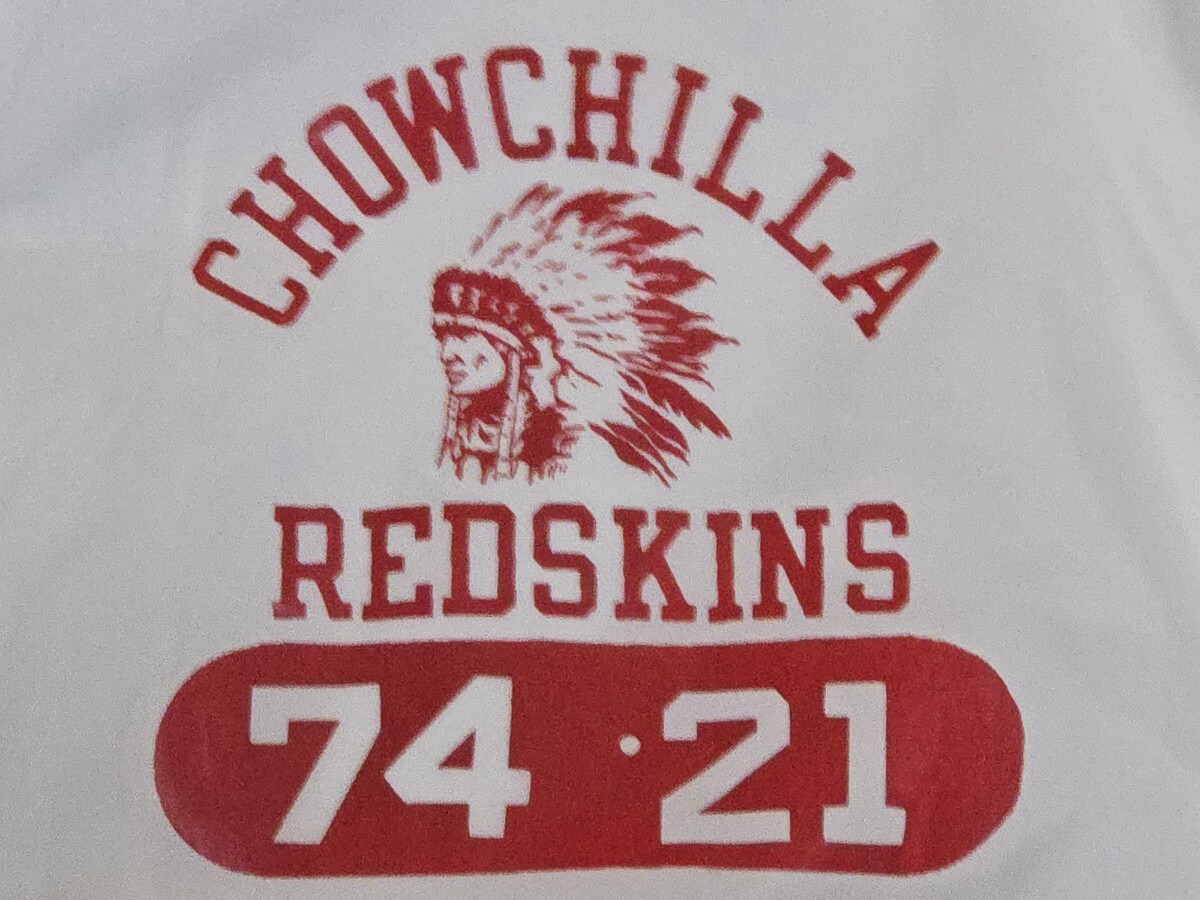 CHOWCHILLA
REDSKINS
74 · 21